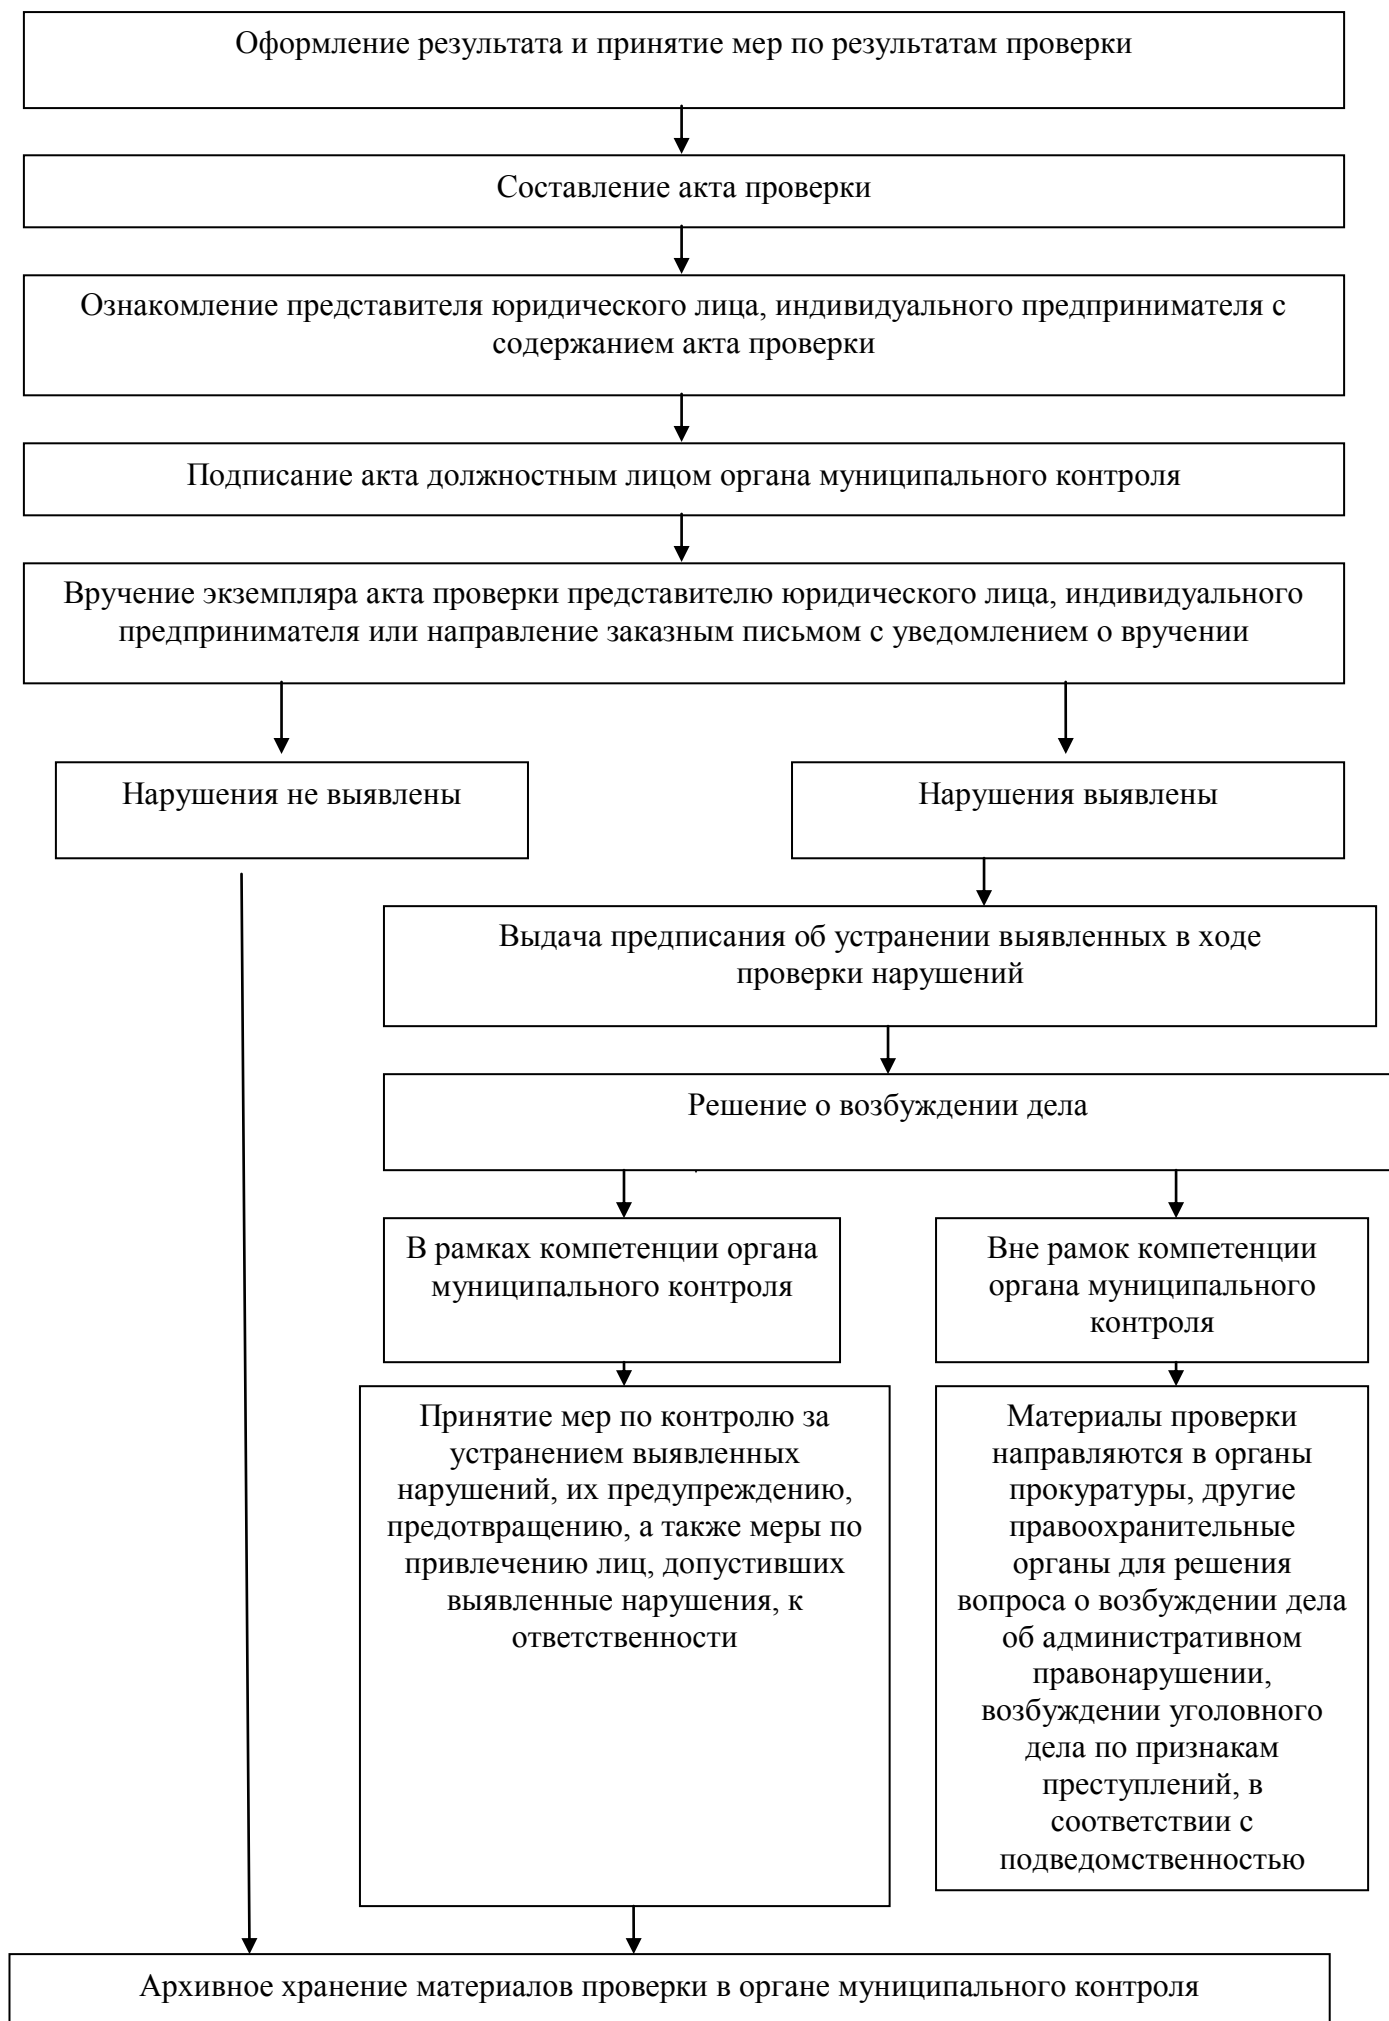 Оформление результата и принятие мер по результатам проверки
Составление акта проверки
Ознакомление представителя юридического лица, индивидуального предпринимателя с
содержанием акта проверки
Подписание акта должностным лицом органа муниципального контроля
Вручение экземпляра акта проверки представителю юридического лица, индивидуального
предпринимателя или направление заказным письмом с уведомлением о вручении
Нарушения не выявлены
Нарушения выявлены
Выдача предписания об устранении выявленных в ходе
проверки нарушений
Решение о возбуждении дела
В рамках компетенции органа
муниципального контроля
Вне рамок компетенции
органа муниципального
контроля
Принятие мер по контролю за
устранением выявленных
нарушений, их предупреждению,
предотвращению, а также меры по
привлечению лиц, допустивших
выявленные нарушения, к
ответственности
Материалы проверки
направляются в органы
прокуратуры, другие
правоохранительные
органы для решения
вопроса о возбуждении дела
об административном
правонарушении,
возбуждении уголовного
дела по признакам
преступлений, в
соответствии с
подведомственностью
Архивное хранение материалов проверки в органе муниципального контроля